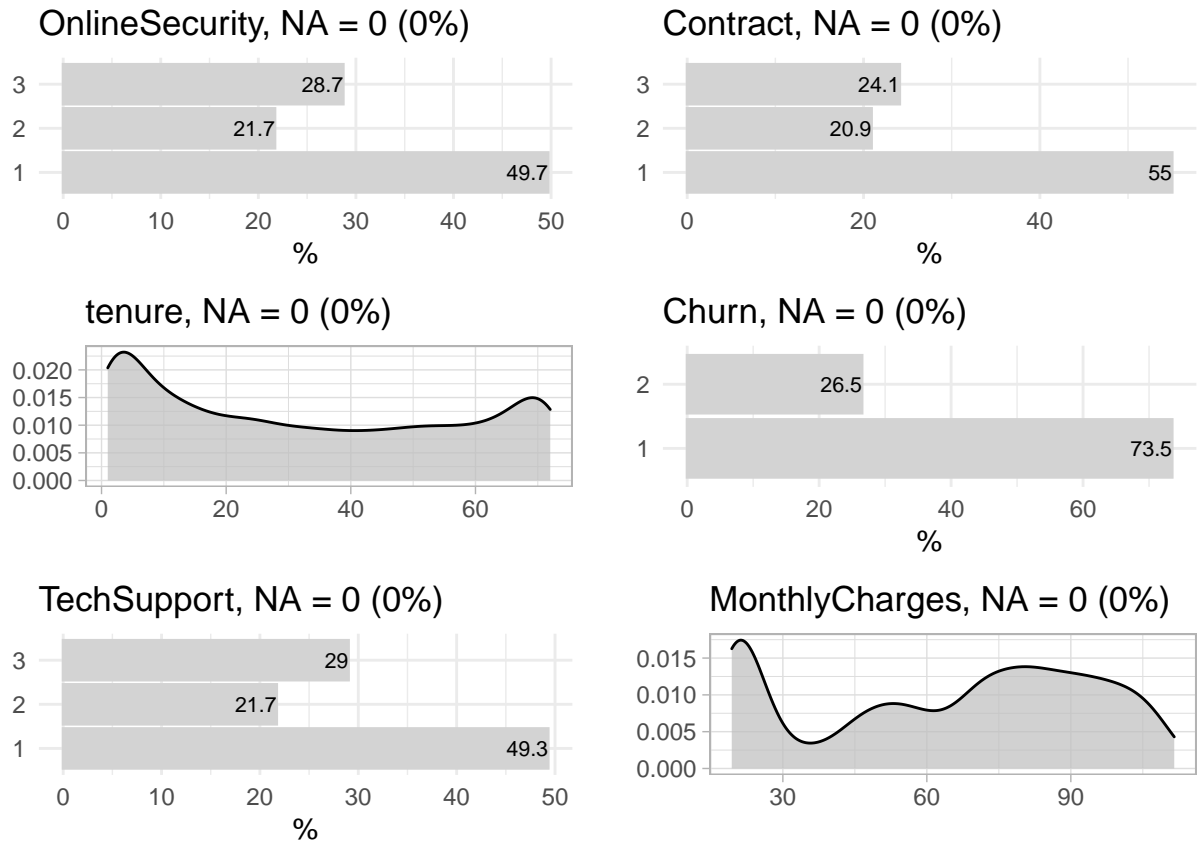 OnlineSecurity, NA = 0 (0%)
3
28.7
2
21.7
1
49.7
0 10 20 30 40 50
%
Contract, NA = 0 (0%)
3
24.1
2
20.9
1
55
0 20 40
%
tenure, NA = 0 (0%)
0.020
0.015
0.010
0.005
0.000
0 20 40 60
Churn, NA = 0 (0%)
2
26.5
1
73.5
0 20 40 60
%
TechSupport, NA = 0 (0%)
3
29
2
21.7
1
49.3
0 10 20 30 40 50
%
MonthlyCharges, NA = 0 (0%)
0.015
0.010
0.005
0.000
30 60 90